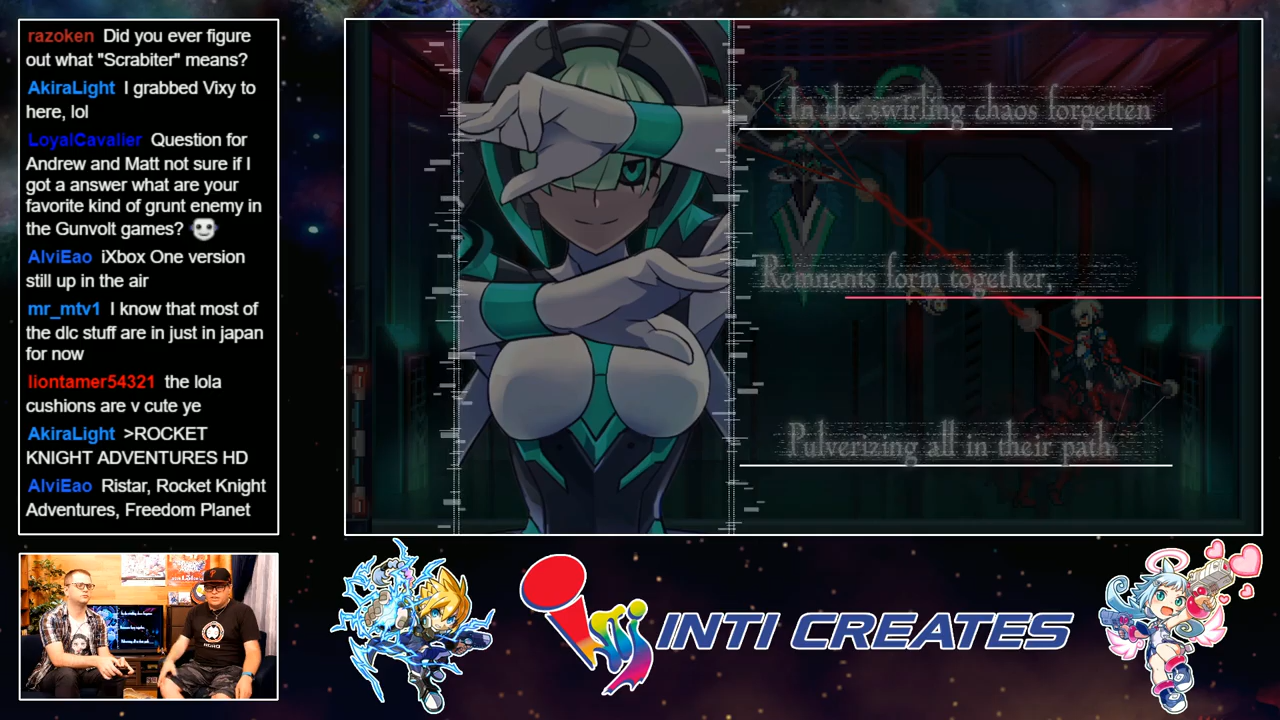 razoken Did you ever figure
out what "Scrabiter" means?
AkiraLight I grabbed Vixy to
here, lol
LoyalCavalier Question for
Andrew and Matt not sure if I
got a answer what are your
favorite kind of grunt enemy in
the Gunvolt games?
AlviEao iXbox One version
still up in the air
mr_mtv1 I know that most of
the dlc stuff are in just in japan
for now
liontamer54321 the lola
cushions are v cute ye
AkiraLight >ROCKET
KNIGHT ADVENTURES HD
AlviEao Ristar, Rocket Knight
Adventures, Freedom Planet
In the swirling chaos forgetten
Remnants form together,
Pulverizing all in their path
INTI CREATES